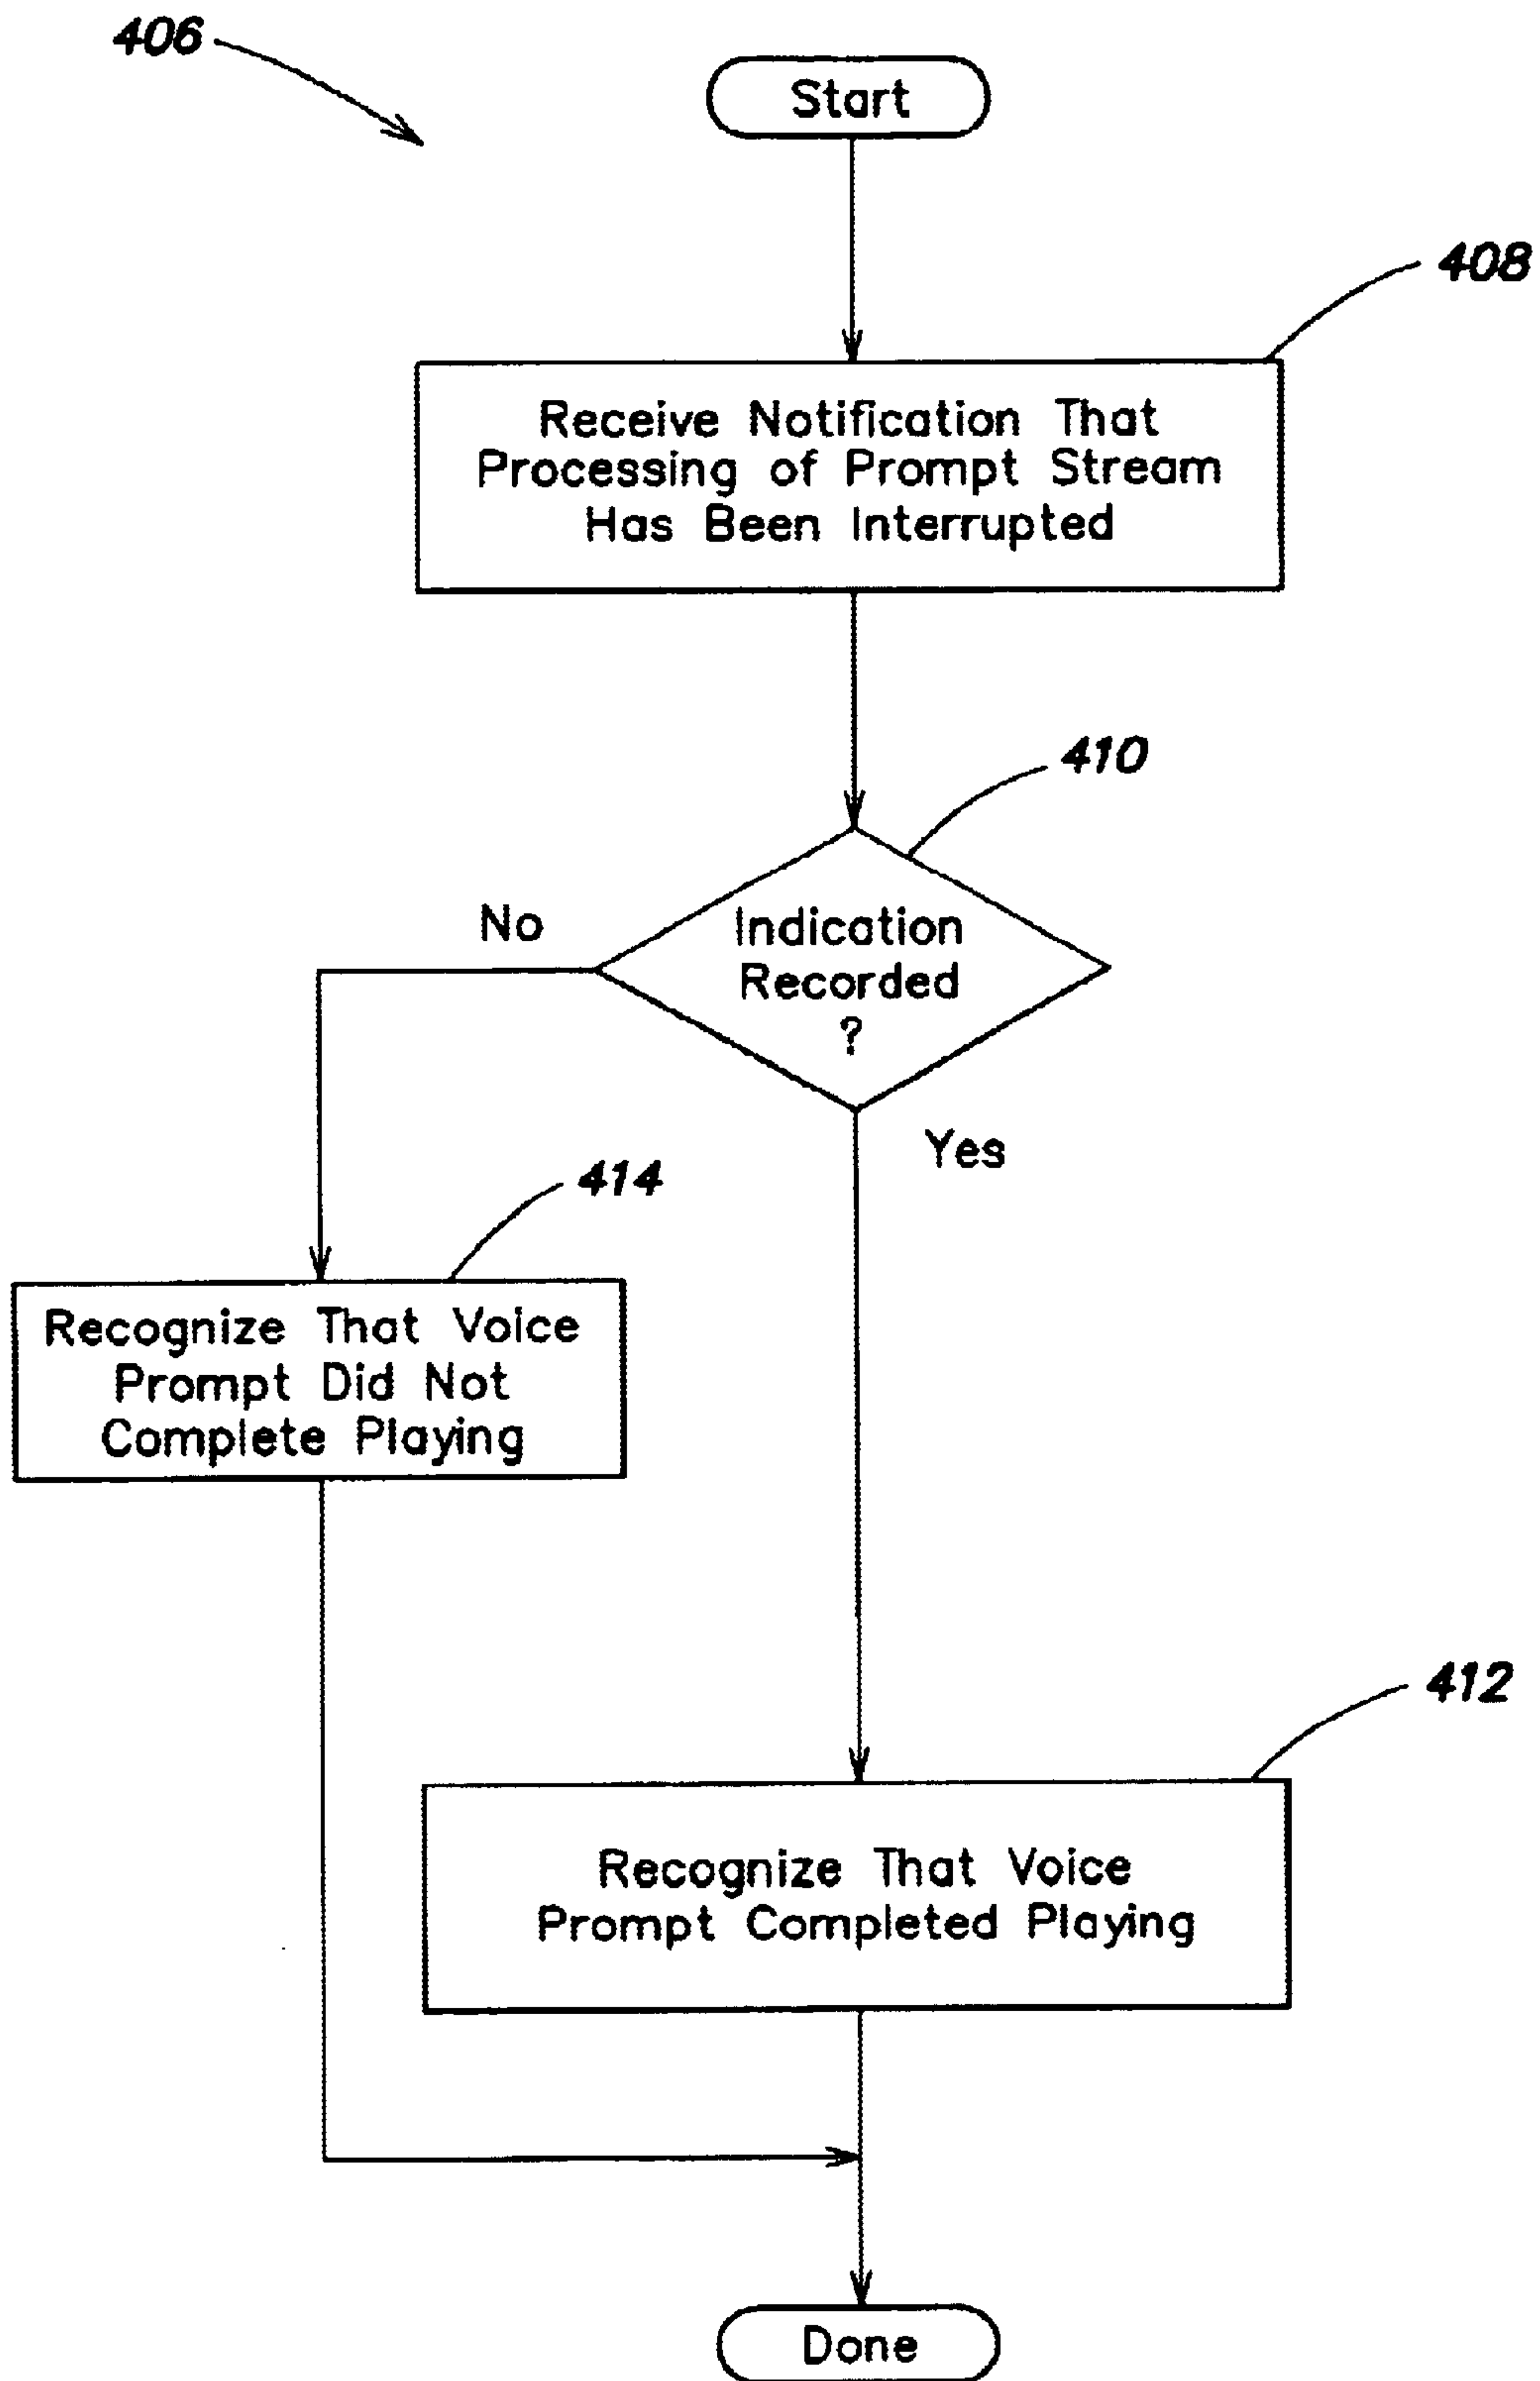 406
Start
408
Receive Notification That
Processing of Prompt Stream
Has Been Interrupted
410
No
Indication
Recorded
?
Yes
414
Recognize That Voice
Prompt Did Not
Complete Playing
412
Recognize That Voice
Prompt Completed Playing
Done